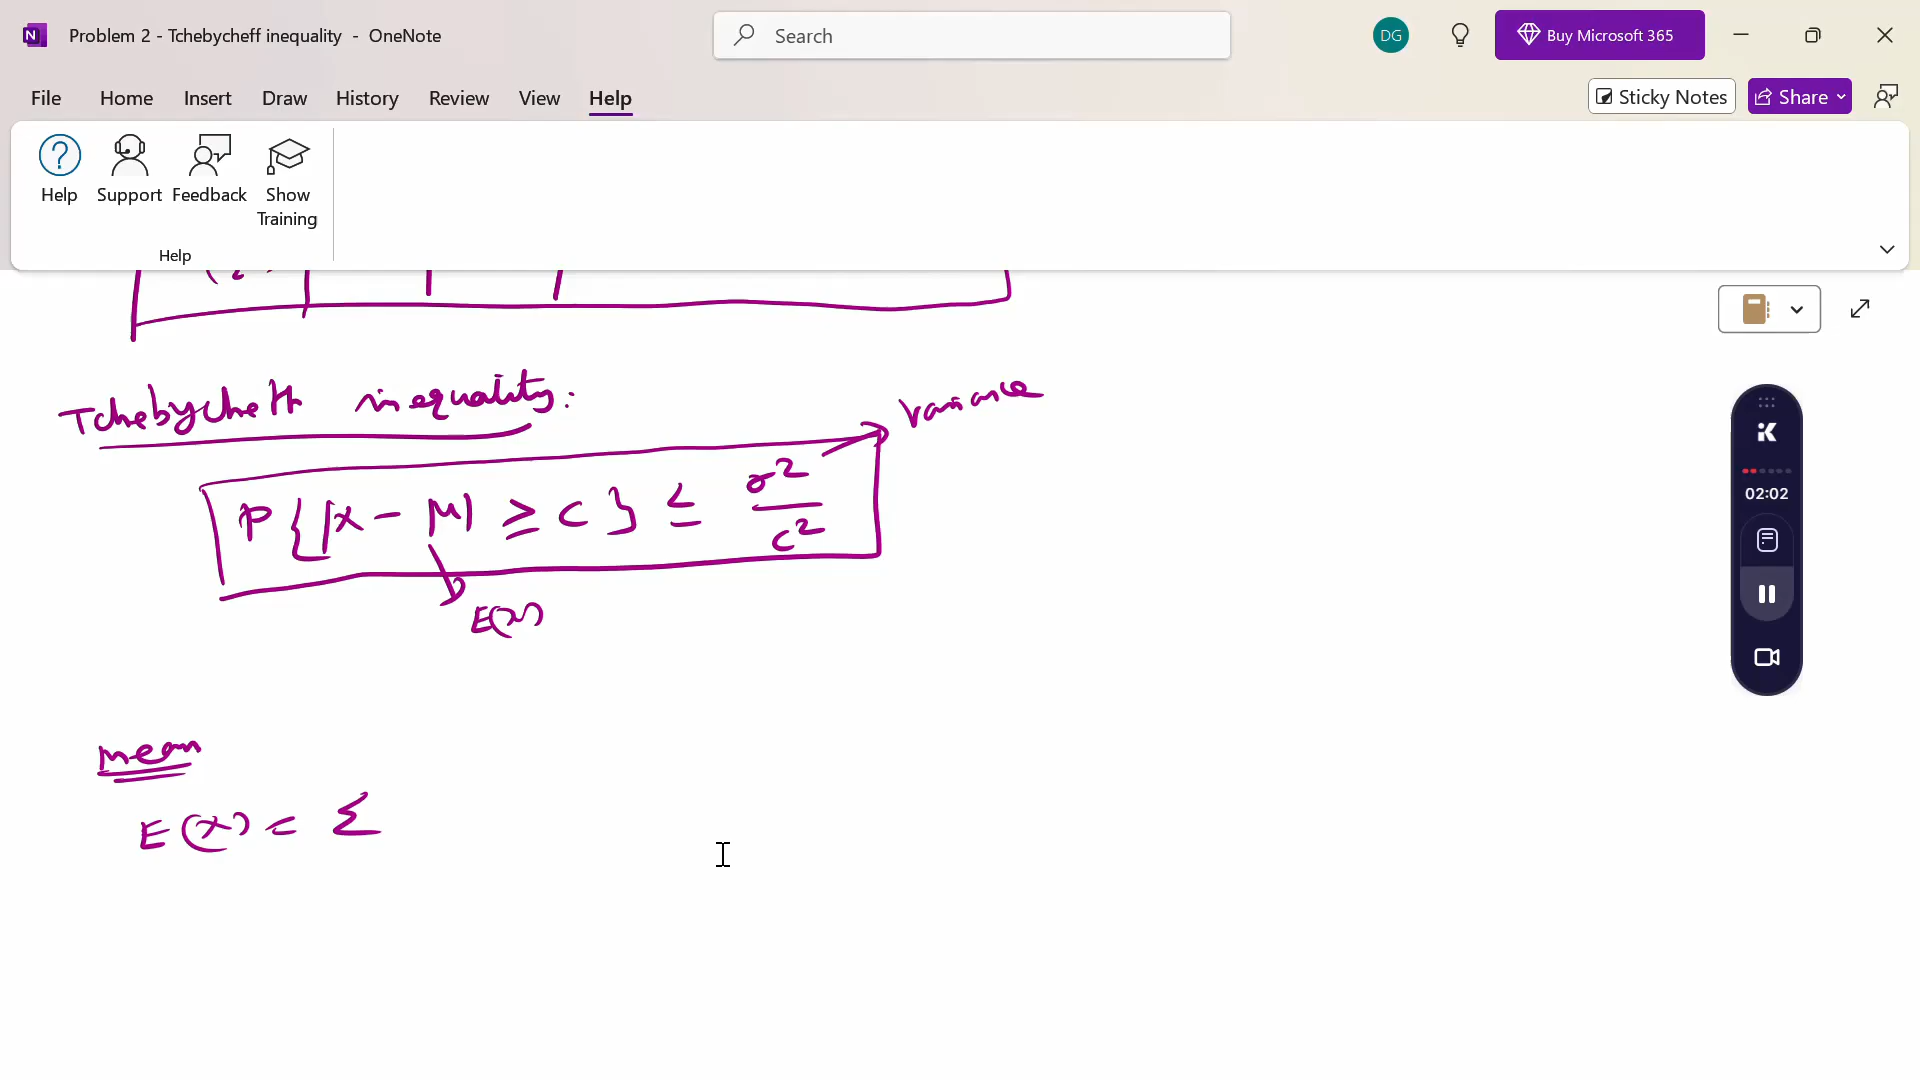 Problem 2 - Tchebycheff inequality - OneNote
Search
DG
Buy Microsoft 365
File Home Insert Draw History Review View Help
Sticky Notes
Share
Help
Support
Feedback
Show
Training
Help
Tchebycheff inequality:
variance
P{|X - μ| ≥ c} ≤ σ²/c²
E(x)
02:02
mean
E(x) = Σ